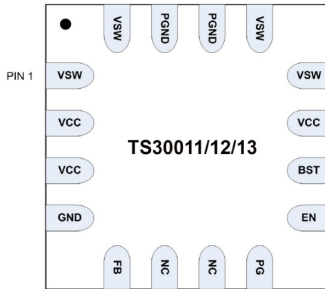 VSW PGND PGND VSW
PIN 1 VSW VSW
VCC VCC
TS30011/12/13
VCC BST
GND EN
FB NC NC PG